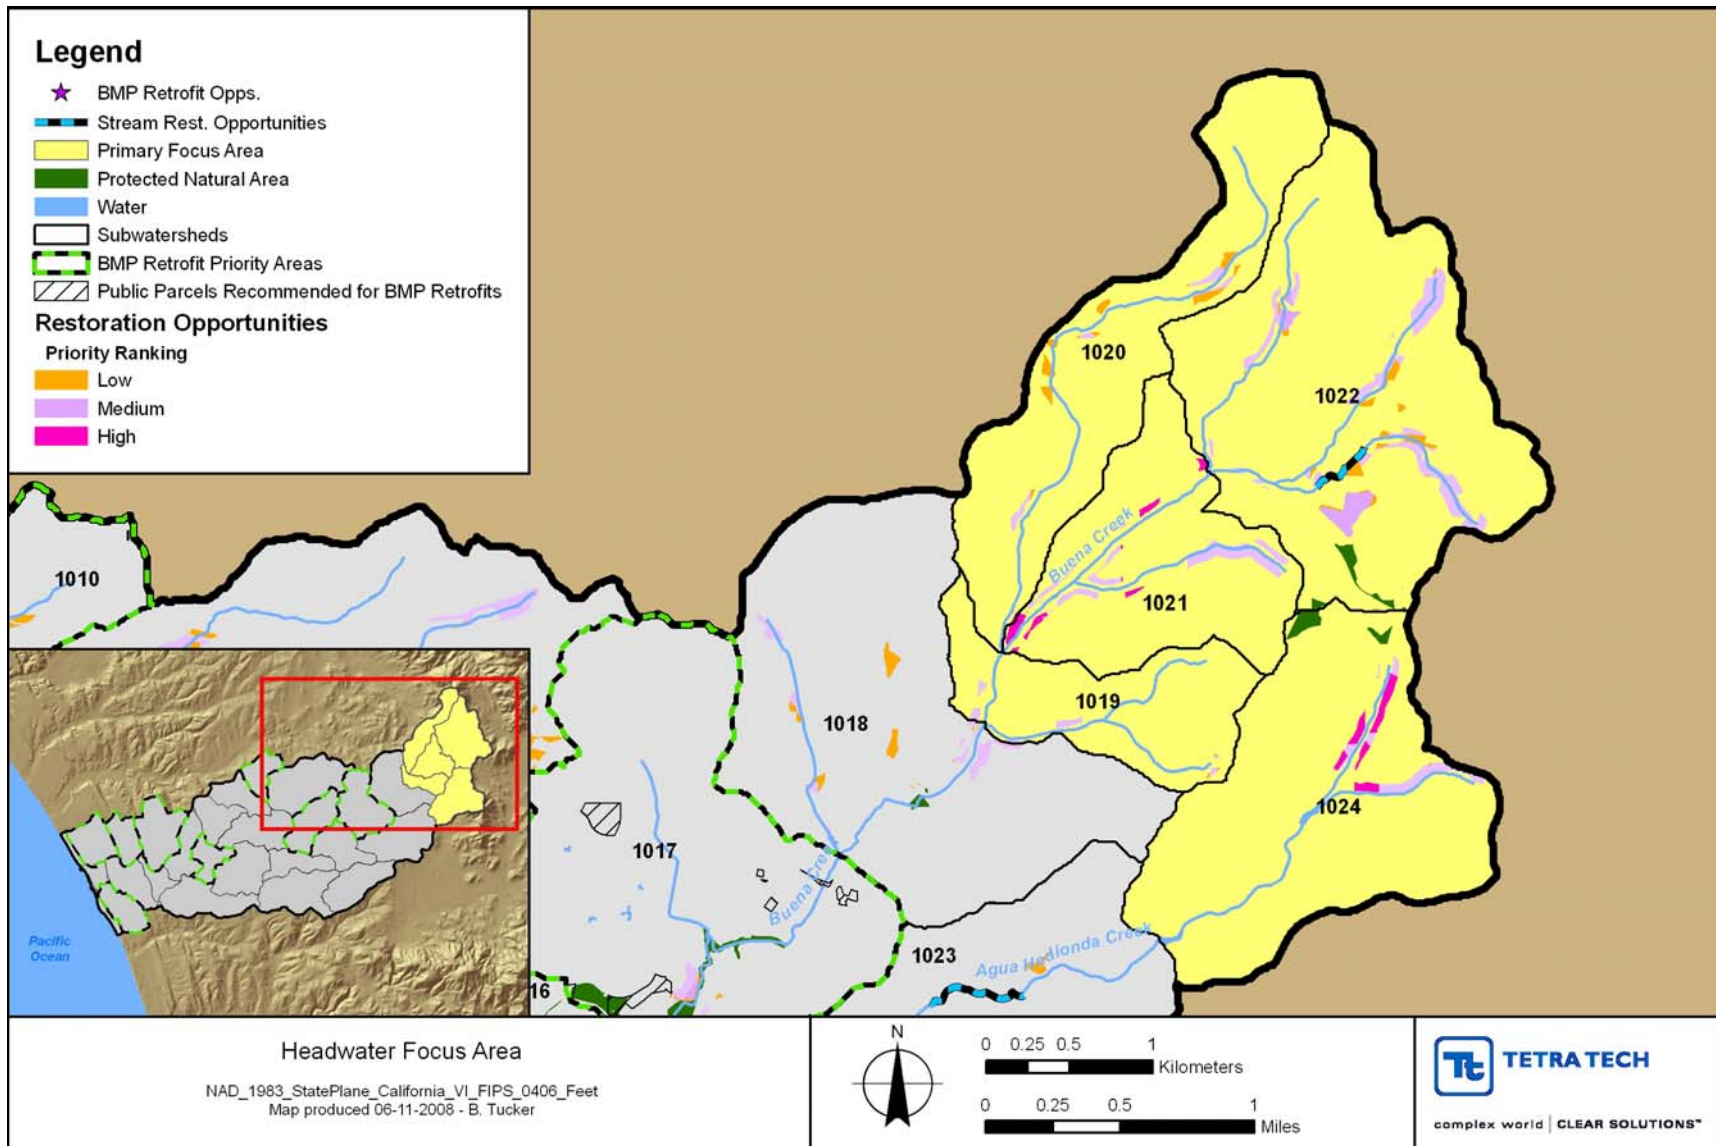 Legend
BMP Retrofit Opps.
Stream Rest. Opportunities
Primary Focus Area
Protected Natural Area
Water
Subwatersheds
BMP Retrofit Priority Areas
Public Parcels Recommended for BMP Retrofits
Restoration Opportunities
Priority Ranking
Low
Medium
High
1020
1022
Buena Creek
1010
1021
1019
1018
1024
1017
Buena Creek
1023
Agua Hedionda Creek
16
Pacific
Ocean
Headwater Focus Area
NAD_1983_StatePlane_California_VI_FIPS_0406_Feet
Map produced 06-11-2008 - B. Tucker
N
0 0.25 0.5 1
Kilometers
0 0.25 0.5 1
Miles
Tt TETRA TECH
complex world | CLEAR SOLUTIONS™